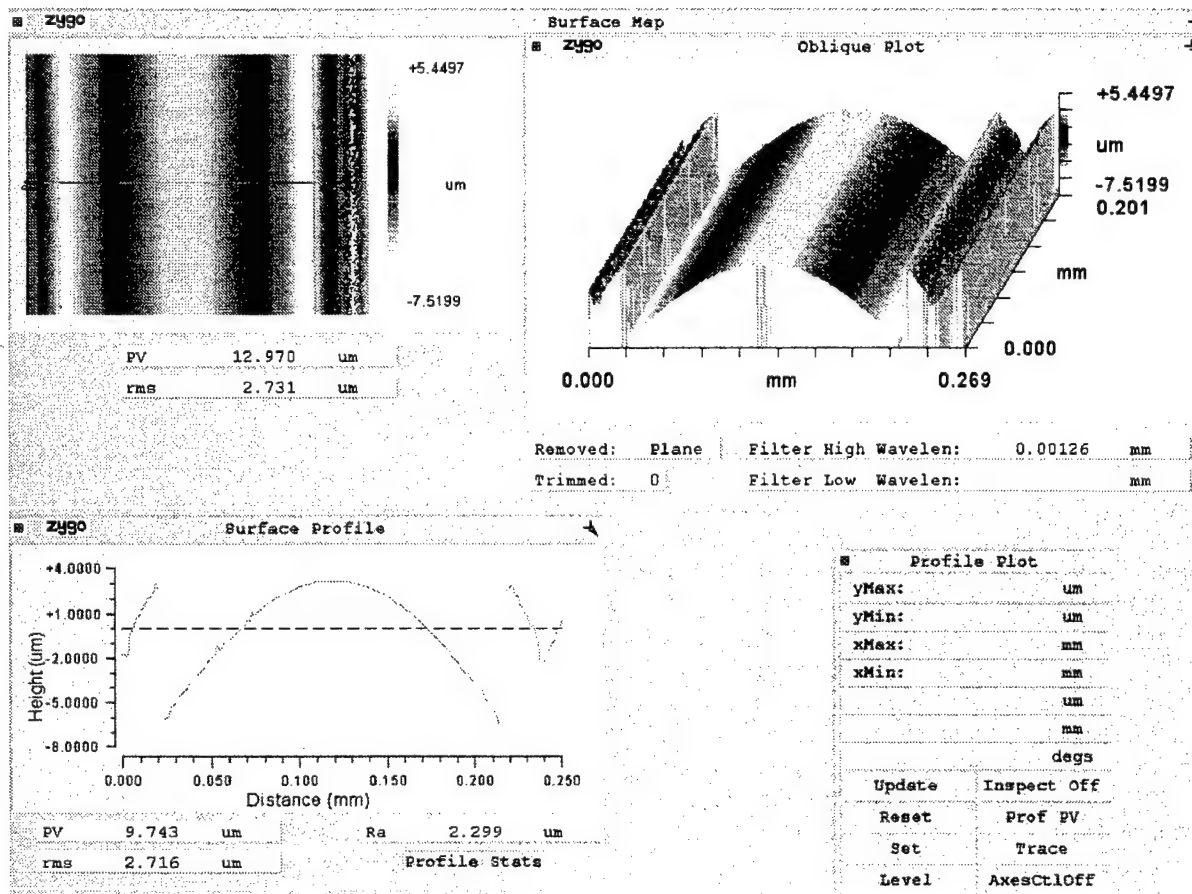 zygo
+5.4497
um
-7.5199
PV 12.970 um
rms 2.731 um
Surface Map
zygo Oblique Plot
+5.4497
um
-7.5199
0.201
mm
0.000
0.000 mm 0.269
Removed: Plane Filter High Wavelen: 0.00126 mm
Trimmed: 0 Filter Low Wavelen: mm
zygo Surface Profile
Height (um)
+4.0000
+1.0000
-2.0000
-5.0000
-8.0000
0.000 0.050 0.100 0.150 0.200 0.250
Distance (mm)
PV 9.743 um Ra 2.299 um
rms 2.716 um Profile Stats
Profile Plot
yMax: um
yMin: um
xMax: mm
xMin: mm
um
mm
degs
Update Inspect Off
Reset Prof PV
Set Trace
Level AxesCtlOff